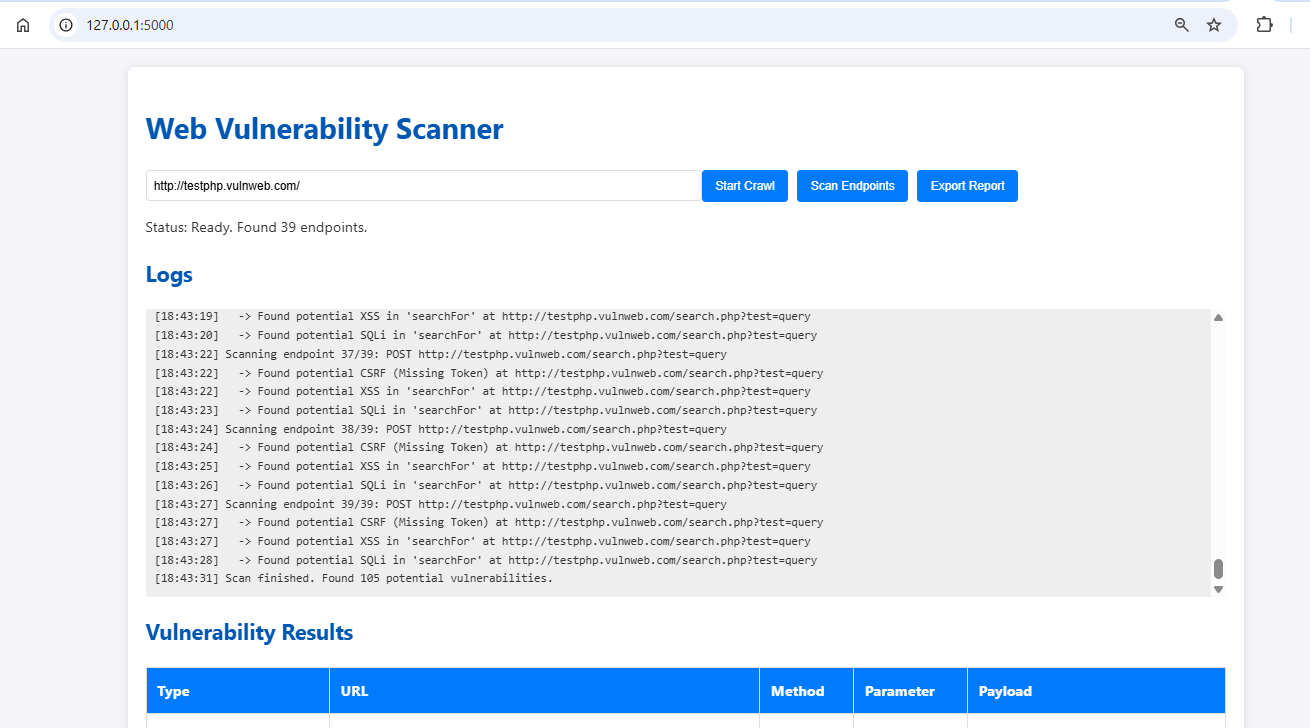 127.0.0.1:5000
Web Vulnerability Scanner
http://testphp.vulnweb.com/ Start Crawl Scan Endpoints Export Report
Status: Ready. Found 39 endpoints.
Logs
[18:43:19]   -> Found potential XSS in 'searchFor' at http://testphp.vulnweb.com/search.php?test=query
[18:43:20]   -> Found potential SQLi in 'searchFor' at http://testphp.vulnweb.com/search.php?test=query
[18:43:22] Scanning endpoint 37/39: POST http://testphp.vulnweb.com/search.php?test=query
[18:43:22]   -> Found potential CSRF (Missing Token) at http://testphp.vulnweb.com/search.php?test=query
[18:43:22]   -> Found potential XSS in 'searchFor' at http://testphp.vulnweb.com/search.php?test=query
[18:43:23]   -> Found potential SQLi in 'searchFor' at http://testphp.vulnweb.com/search.php?test=query
[18:43:24] Scanning endpoint 38/39: POST http://testphp.vulnweb.com/search.php?test=query
[18:43:24]   -> Found potential CSRF (Missing Token) at http://testphp.vulnweb.com/search.php?test=query
[18:43:25]   -> Found potential XSS in 'searchFor' at http://testphp.vulnweb.com/search.php?test=query
[18:43:26]   -> Found potential SQLi in 'searchFor' at http://testphp.vulnweb.com/search.php?test=query
[18:43:27] Scanning endpoint 39/39: POST http://testphp.vulnweb.com/search.php?test=query
[18:43:27]   -> Found potential CSRF (Missing Token) at http://testphp.vulnweb.com/search.php?test=query
[18:43:27]   -> Found potential XSS in 'searchFor' at http://testphp.vulnweb.com/search.php?test=query
[18:43:28]   -> Found potential SQLi in 'searchFor' at http://testphp.vulnweb.com/search.php?test=query
[18:43:31] Scan finished. Found 105 potential vulnerabilities.
Vulnerability Results
Type URL Method Parameter Payload